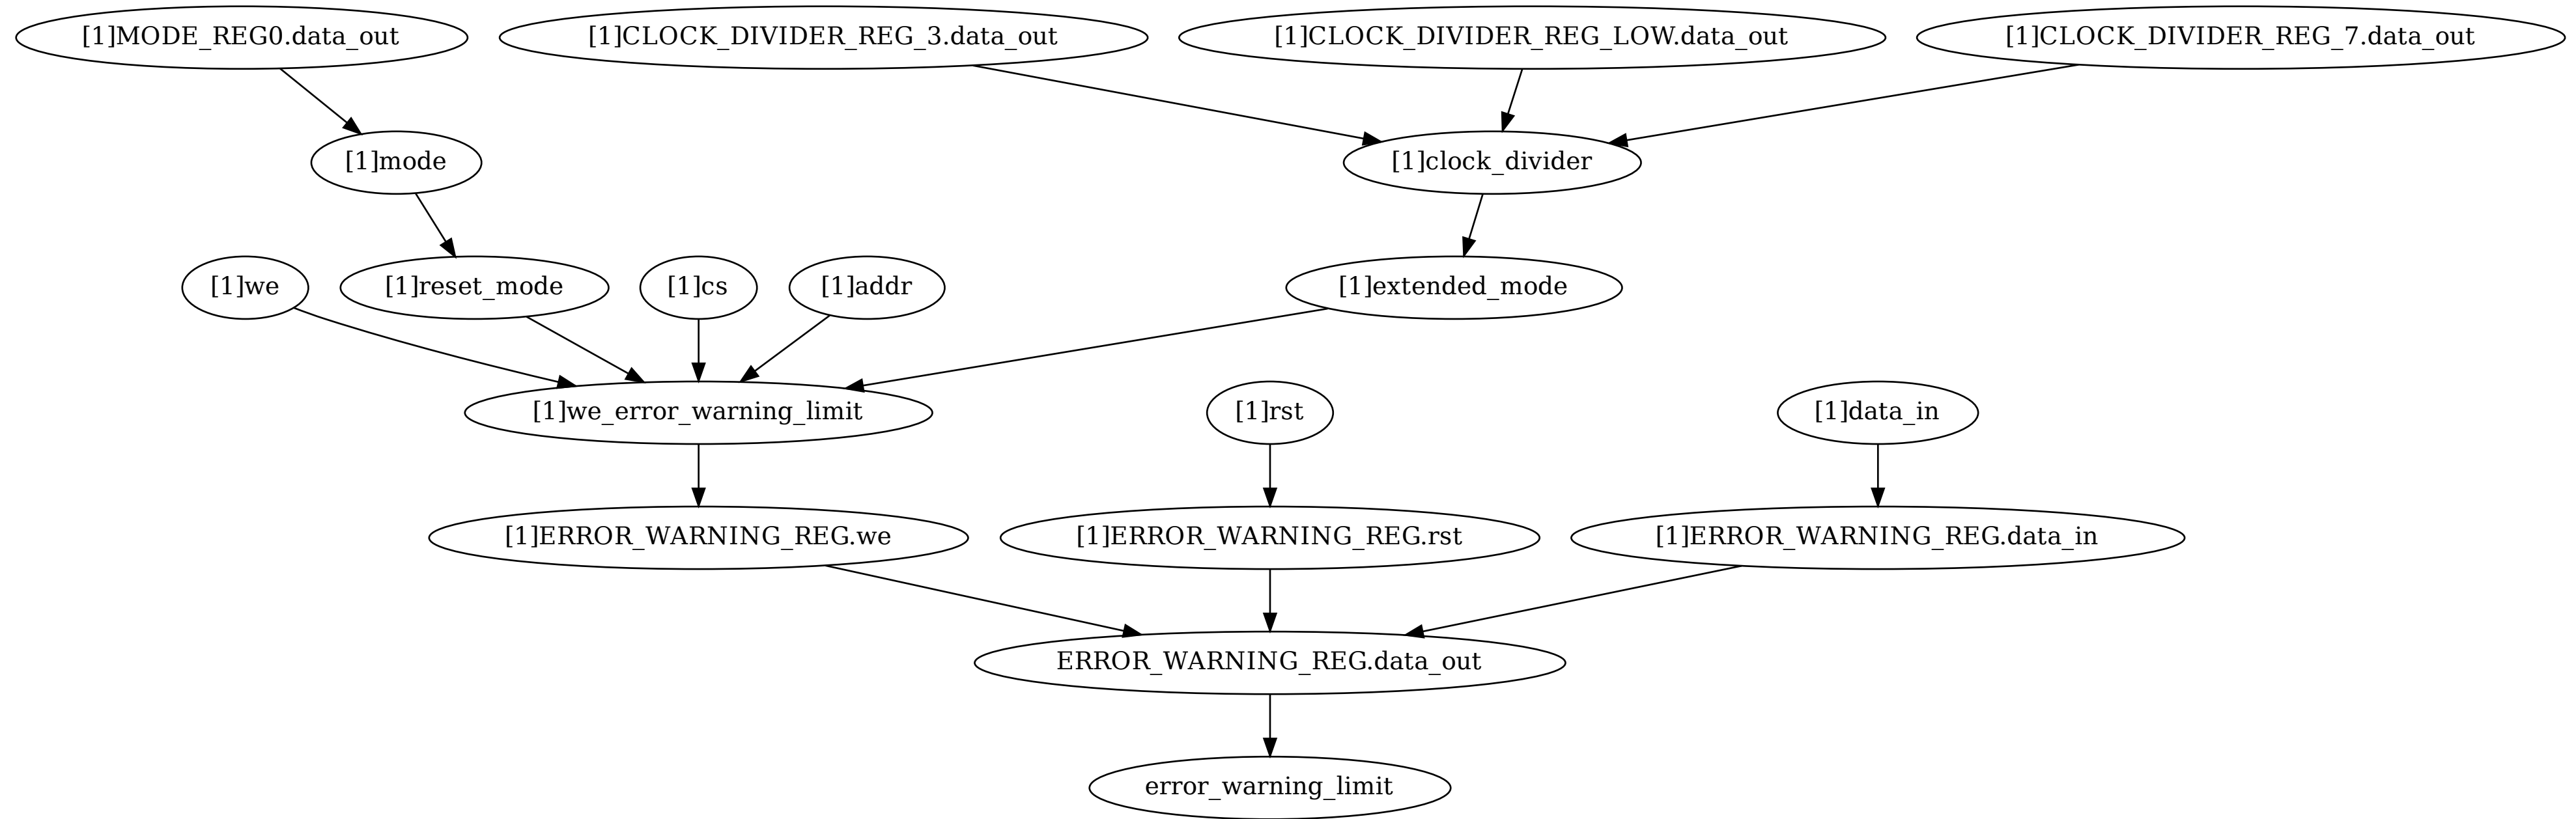 [1]MODE_REG0.data_out
[1]CLOCK_DIVIDER_REG_3.data_out
[1]CLOCK_DIVIDER_REG_LOW.data_out
[1]CLOCK_DIVIDER_REG_7.data_out
[1]mode
[1]clock_divider
[1]we
[1]reset_mode
[1]cs
[1]addr
[1]extended_mode
[1]we_error_warning_limit
[1]rst
[1]data_in
[1]ERROR_WARNING_REG.we
[1]ERROR_WARNING_REG.rst
[1]ERROR_WARNING_REG.data_in
ERROR_WARNING_REG.data_out
error_warning_limit